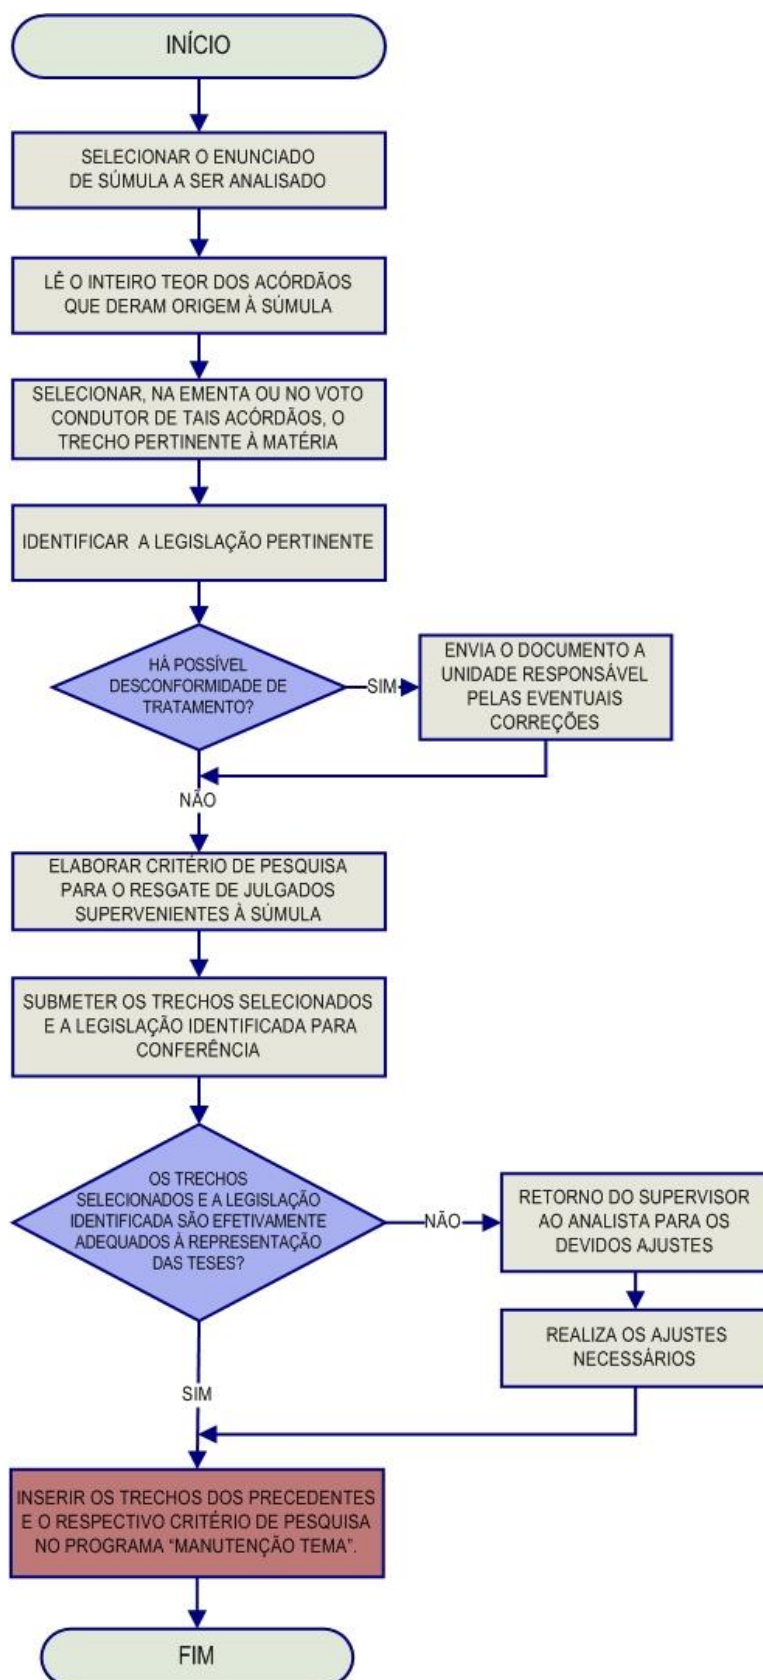 INÍCIO
SELECIONAR O ENUNCIADO
DE SÚMULA A SER ANALISADO
LÊ O INTEIRO TEOR DOS ACÓRDÃOS
QUE DERAM ORIGEM À SÚMULA
SELECIONAR, NA EMENTA OU NO VOTO
CONDUTOR DE TAIS ACÓRDÃOS, O
TRECHO PERTINENTE À MATÉRIA
IDENTIFICAR A LEGISLAÇÃO PERTINENTE
HÁ POSSÍVEL
DESCONFORMIDADE DE
TRATAMENTO?
SIM
ENVIA O DOCUMENTO A
UNIDADE RESPONSÁVEL
PELAS EVENTUAIS
CORREÇÕES
NÃO
ELABORAR CRITÉRIO DE PESQUISA
PARA O RESGATE DE JULGADOS
SUPERVENIENTES À SÚMULA
SUBMETER OS TRECHOS SELECIONADOS
E A LEGISLAÇÃO IDENTIFICADA PARA
CONFERÊNCIA
OS TRECHOS
SELECIONADOS E A LEGISLAÇÃO
IDENTIFICADA SÃO EFETIVAMENTE
ADEQUADOS À REPRESENTAÇÃO
DAS TESES?
NÃO
RETORNO DO SUPERVISOR
AO ANALISTA PARA OS
DEVIDOS AJUSTES
REALIZA OS AJUSTES
NECESSÁRIOS
SIM
INSERIR OS TRECHOS DOS PRECEDENTES
E O RESPECTIVO CRITÉRIO DE PESQUISA
NO PROGRAMA “MANUTENÇÃO TEMA”.
FIM